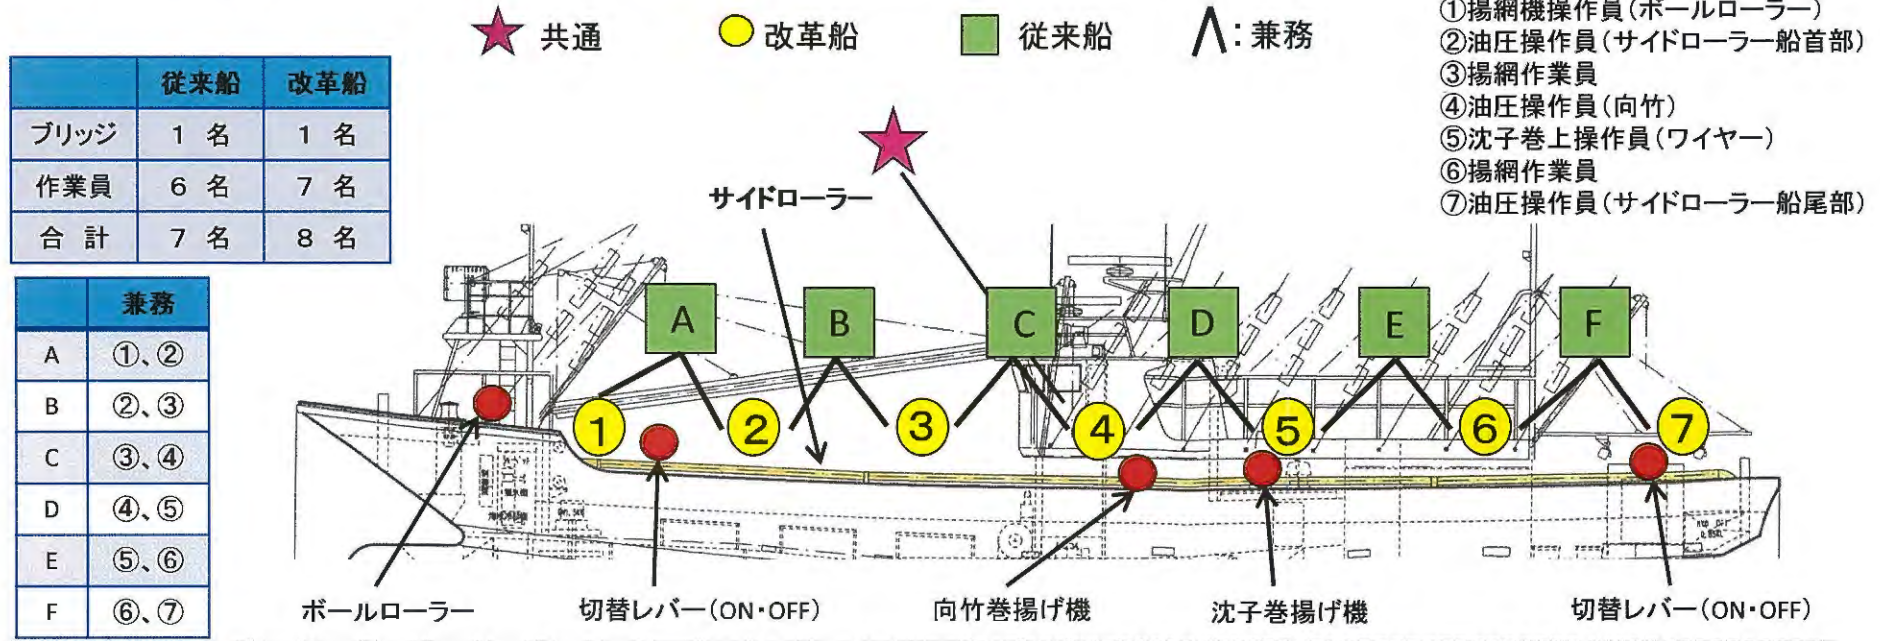 共通
改革船
従来船
：兼務
①揚網機操作員（ボールローラー）
②油圧操作員（サイドローラー船首部）
③揚網作業員
④油圧操作員（向竹）
⑤沈子巻上操作員（ワイヤー）
⑥揚網作業員
⑦油圧操作員（サイドローラー船尾部）
従来船 改革船
ブリッジ 1 名 1 名
作業員 6 名 7 名
合 計 7 名 8 名
兼務
A ①、②
B ②、③
C ③、④
D ④、⑤
E ⑤、⑥
F ⑥、⑦
サイドローラー
A B C D E F
1 2 3 4 5 6 7
ボールローラー
切替レバー（ON・OFF）
向竹巻揚げ機
沈子巻揚げ機
切替レバー（ON・OFF）